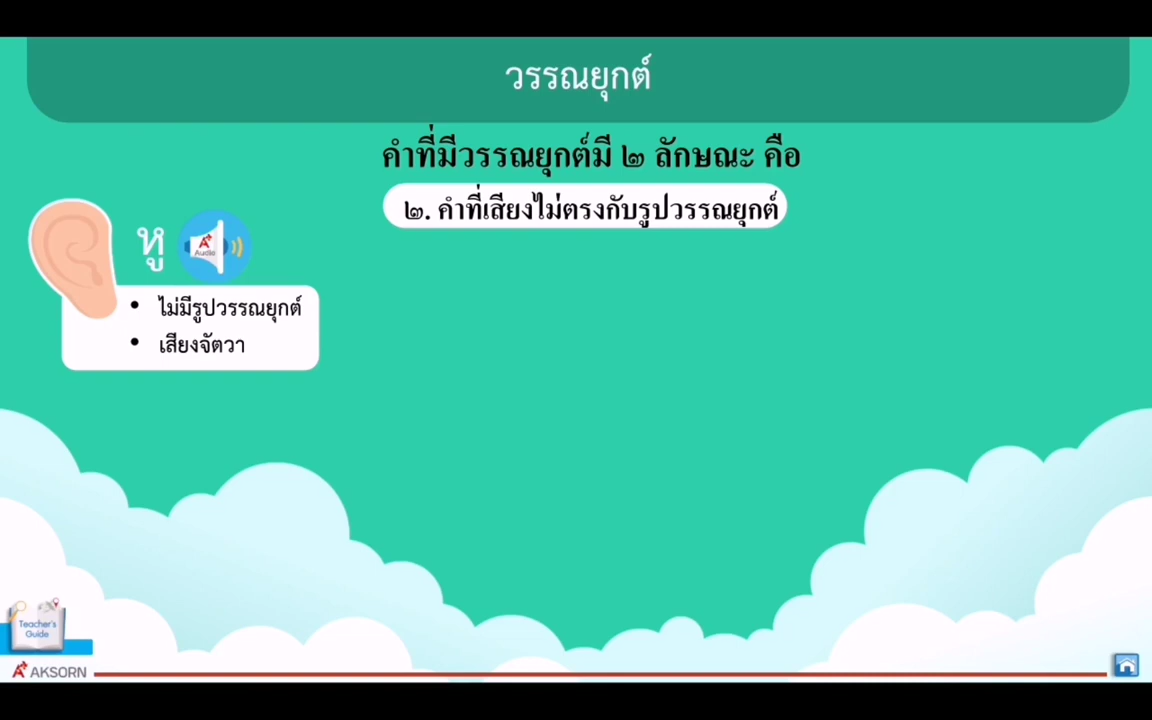 วรรณยุกต์
คำที่มีวรรณยุกต์มี ๒ ลักษณะ คือ
๒. คำที่เสียงไม่ตรงกับรูปวรรณยุกต์
หู
A+
Audio
• ไม่มีรูปวรรณยุกต์
• เสียงจัตวา
Teacher's
Guide
A+ AKSORN